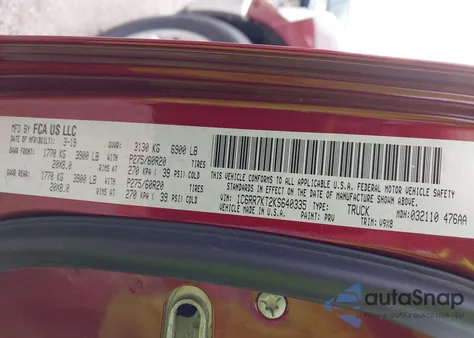 MFD BY FCA US LLC
DATE OF MFR(BUILT): 3-19 GVWR: 3130 KG 6900 LB
GAWR FRONT: 1770 KG 3900 LB WITH P275/60R20 TIRES
20X8.0 RIMS AT 270 KPA ( 39 PSI) COLD
GAWR REAR: 1770 KG 3900 LB WITH P275/60R20 TIRES
20X8.0 RIMS AT 270 KPA ( 39 PSI) COLD
THIS VEHICLE CONFORMS TO ALL APPLICABLE U.S.A. FEDERAL MOTOR VEHICLE SAFETY
STANDARDS IN EFFECT ON THE DATE OF MANUFACTURE SHOWN ABOVE.
VIN: 1C6RR7KT2KS640335 TYPE: TRUCK MDH: 032110 476AA
VEHICLE MADE IN U.S.A. PAINT: PRV TRIM: V9X8
autoSnap